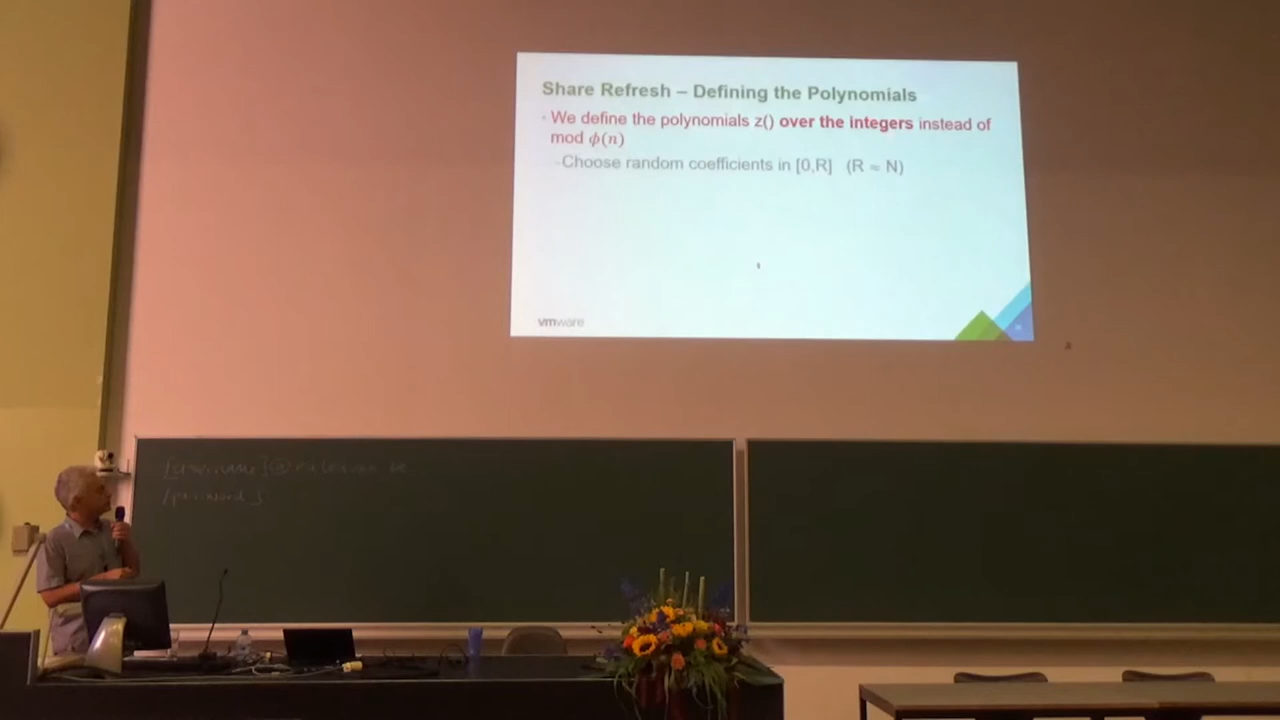 Share Refresh – Defining the Polynomials
· We define the polynomials z() over the integers instead of
mod ϕ(n)
–Choose random coefficients in [0,R] (R ≈ N)
vmware